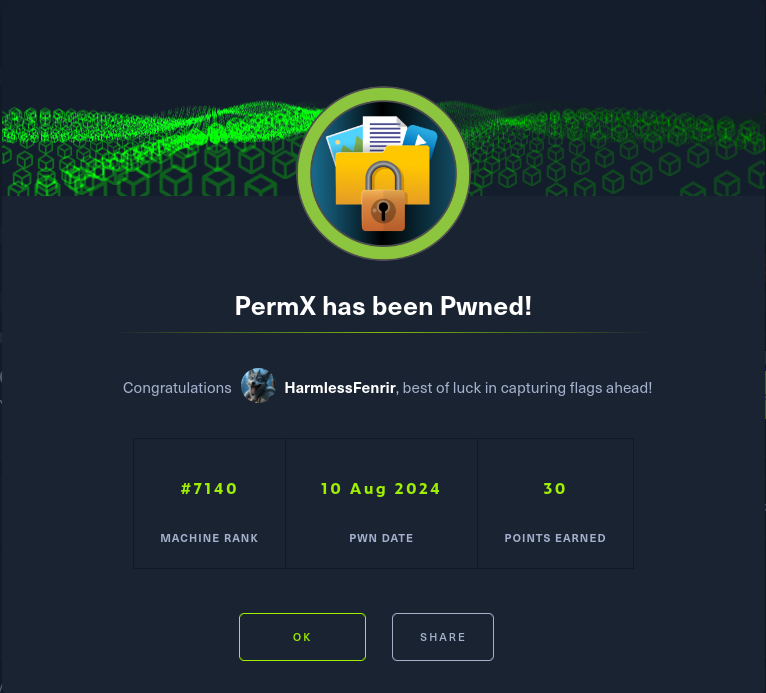 PermX has been Pwned!
Congratulations HarmlessFenrir, best of luck in capturing flags ahead!
#7140 10 Aug 2024 30
MACHINE RANK PWN DATE POINTS EARNED
OK SHARE